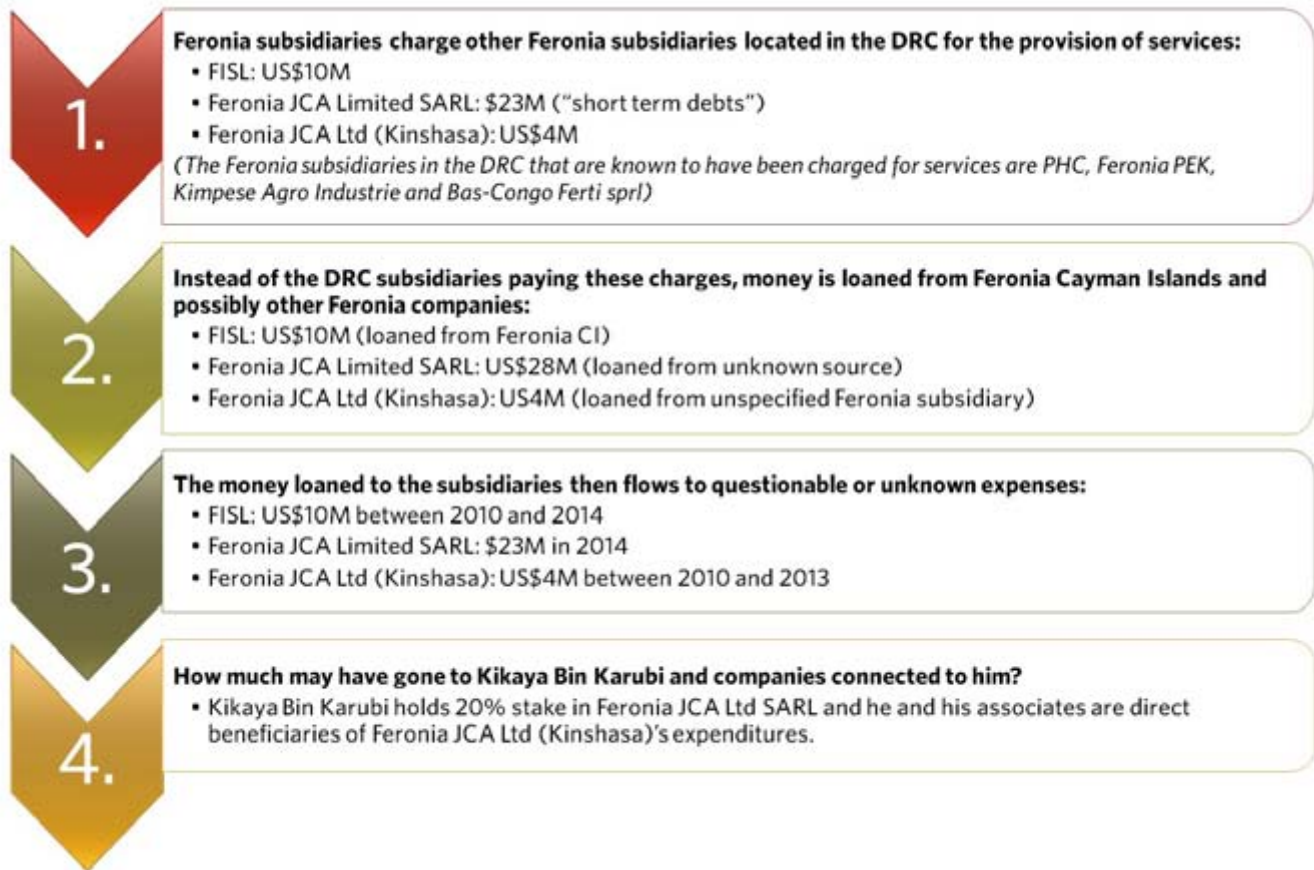 1.
Feronia subsidiaries charge other Feronia subsidiaries located in the DRC for the provision of services:
• FISL: US$10M
• Feronia JCA Limited SARL: $23M (“short term debts”)
• Feronia JCA Ltd (Kinshasa): US$4M
(The Feronia subsidiaries in the DRC that are known to have been charged for services are PHC, Feronia PEK,
Kimpese Agro Industrie and Bas-Congo Ferti sprl)
2.
Instead of the DRC subsidiaries paying these charges, money is loaned from Feronia Cayman Islands and
possibly other Feronia companies:
• FISL: US$10M (loaned from Feronia CI)
• Feronia JCA Limited SARL: US$28M (loaned from unknown source)
• Feronia JCA Ltd (Kinshasa): US4M (loaned from unspecified Feronia subsidiary)
3.
The money loaned to the subsidiaries then flows to questionable or unknown expenses:
• FISL: US$10M between 2010 and 2014
• Feronia JCA Limited SARL: $23M in 2014
• Feronia JCA Ltd (Kinshasa): US$4M between 2010 and 2013
4.
How much may have gone to Kikaya Bin Karubi and companies connected to him?
• Kikaya Bin Karubi holds 20% stake in Feronia JCA Ltd SARL and he and his associates are direct
beneficiaries of Feronia JCA Ltd (Kinshasa)'s expenditures.